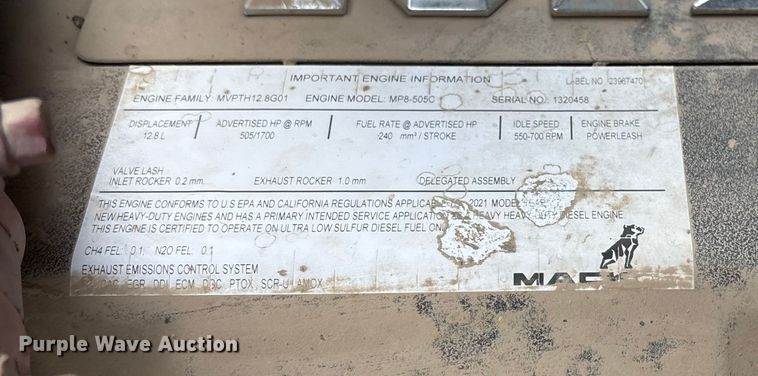 IMPORTANT ENGINE INFORMATION
LABEL NO. 23967470
ENGINE FAMILY: MVPTH12.8G01 ENGINE MODEL: MP8-505C SERIAL NO: 1320458
DISPLACEMENT ADVERTISED HP @ RPM FUEL RATE @ ADVERTISED HP IDLE SPEED ENGINE BRAKE
12.8 L 505/1700 240 mm³ / STROKE 550-700 RPM POWERLEASH
VALVE LASH
INLET ROCKER 0.2 mm EXHAUST ROCKER 1.0 mm DELEGATED ASSEMBLY
THIS ENGINE CONFORMS TO U S EPA AND CALIFORNIA REGULATIONS 2021 MODEL
NEW HEAVY-DUTY ENGINES AND HAS A PRIMARY INTENDED SERVICE APPLICATION HEAVY HEAVY-DUTY DIESEL ENGINE
THIS ENGINE IS CERTIFIED TO OPERATE ON ULTRA LOW SULFUR DIESEL FUEL
CH4 FEL: 0.1, N2O FEL: 0.1
EXHAUST EMISSIONS CONTROL SYSTEM
EGR DDI, ECM, PTOX, SCR-U, AMOX
MACK
Purple Wave Auction